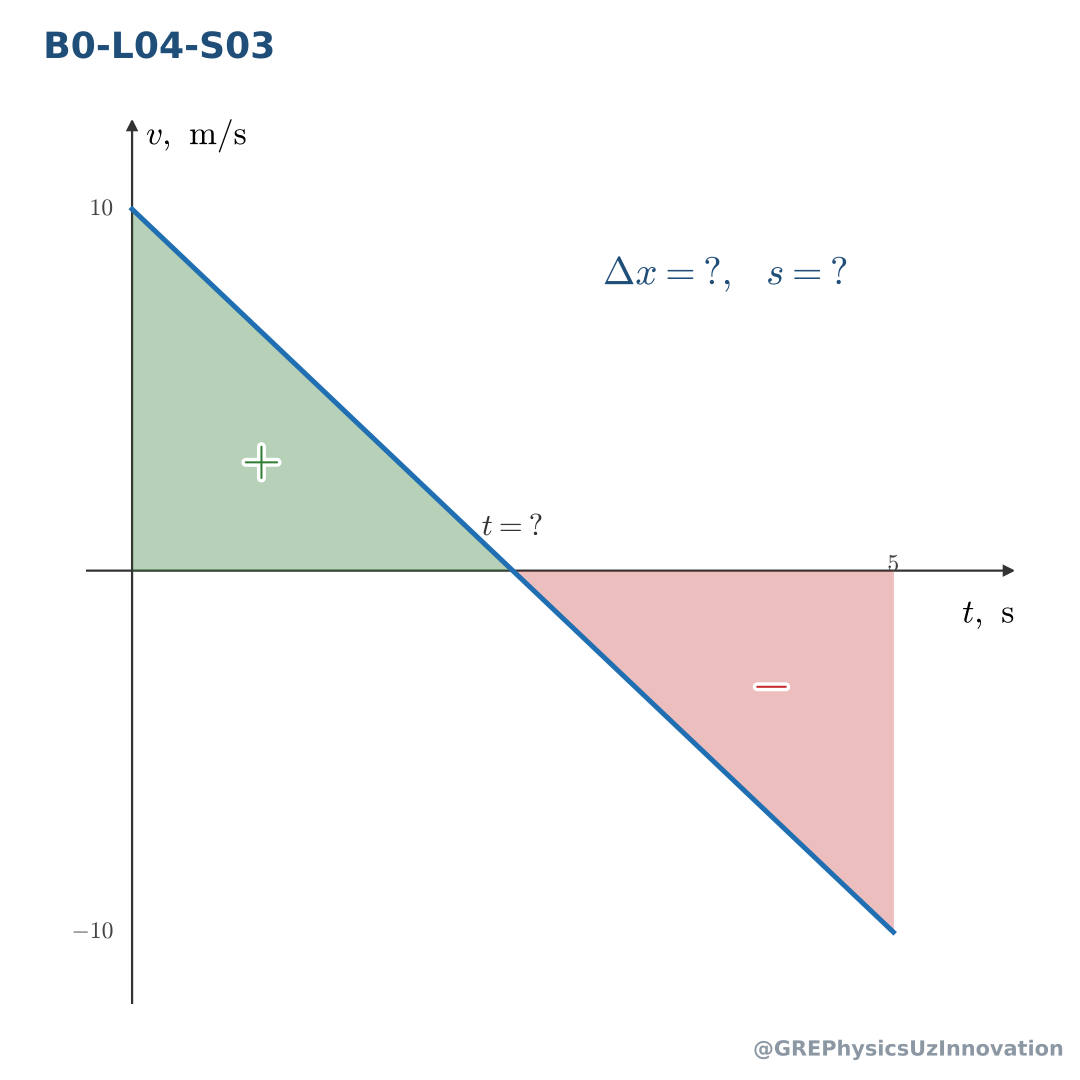 B0-L04-S03
v, m/s
10
Δx = ?, s = ?
+
t = ?
5
t, s
−
−10
@GREPhysicsUzInnovation